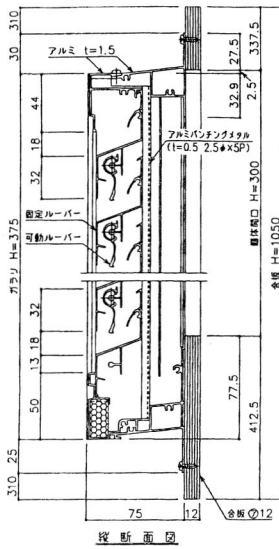 310
30
ガラリ H=375
25
310
44
18
32
32
18
13
50
アルミ t=1.5
アルミパンチングメタル
(t=0.5 2.5φ×5P)
固定ルーバー
可動ルーバー
27.5
2.5
32.9
77.5
337.5
躯体開口 H=300
412.5
合板 H=1050
合板⑦12
75
12
縦断面図